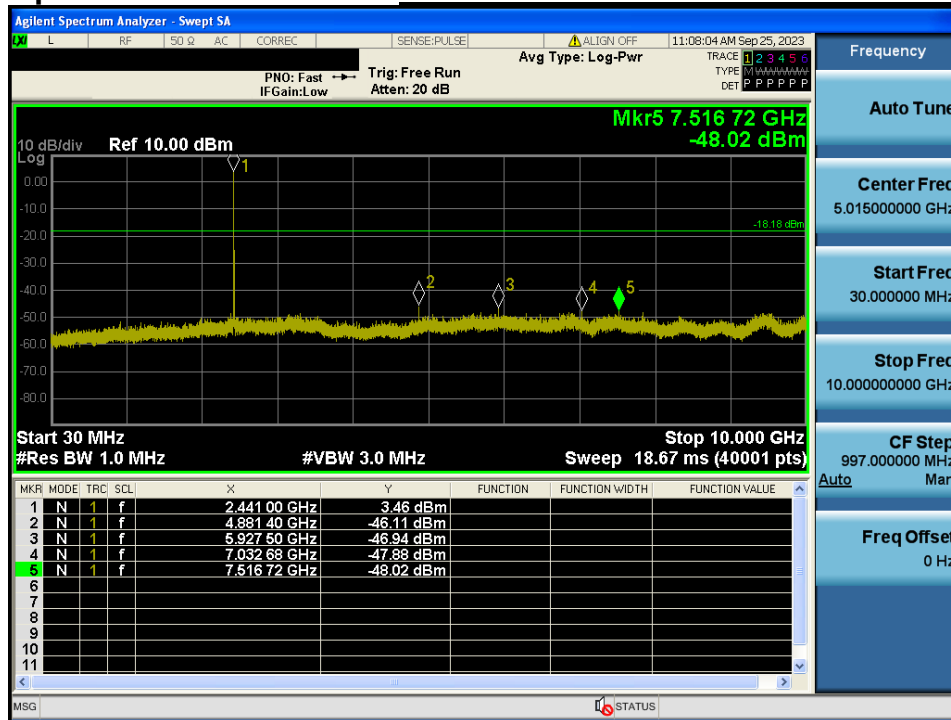 Agilent Spectrum Analyzer - Swept SA
LXI L RF 50 Ω AC CORREC SENSE:PULSE ALIGN OFF 11:08:04 AM Sep 25, 2023
Avg Type: Log-Pwr
TRACE 1 2 3 4 5 6
TYPE M W W W W W
DET P P P P P P
PNO: Fast Trig: Free Run
IFGain:Low Atten: 20 dB
Mkr5 7.516 72 GHz
-48.02 dBm
10 dB/div Ref 10.00 dBm
Log
1
0.00
-10.0
-18.18 dBm
-20.0
-30.0
2 3 4 5
-40.0
-50.0
-60.0
-70.0
-80.0
Start 30 MHz Stop 10.000 GHz
#Res BW 1.0 MHz #VBW 3.0 MHz Sweep 18.67 ms (40001 pts)
MKR MODE TRC SCL X Y FUNCTION FUNCTION WIDTH FUNCTION VALUE
1 N 1 f 2.441 00 GHz 3.46 dBm
2 N 1 f 4.881 40 GHz -46.11 dBm
3 N 1 f 5.927 50 GHz -46.94 dBm
4 N 1 f 7.032 68 GHz -47.88 dBm
5 N 1 f 7.516 72 GHz -48.02 dBm
6
7
8
9
10
11
MSG STATUS
Frequency
Auto Tune
Center Freq
5.015000000 GHz
Start Freq
30.000000 MHz
Stop Freq
10.000000000 GHz
CF Step
997.000000 MHz
Auto Man
Freq Offset
0 Hz